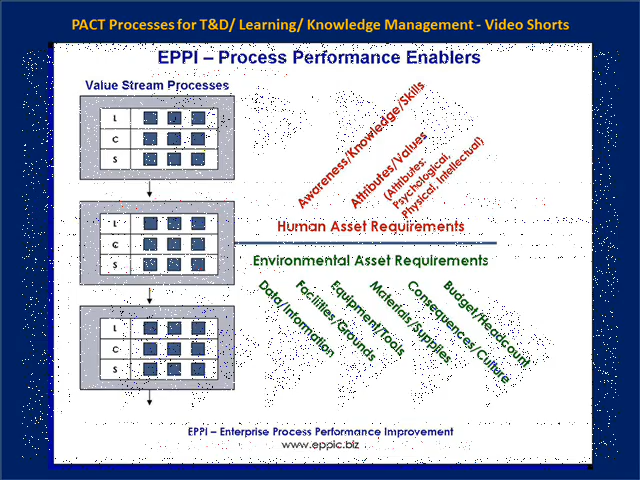 PACT Processes for T&D/ Learning/ Knowledge Management - Video Shorts
EPPI – Process Performance Enablers
Value Stream Processes
L
C
S
L
C
S
L
C
S
Awareness/Knowledge/Skills
Attributes/Values
(Attributes:
Psychological,
Physical, Intellectual)
Human Asset Requirements
Environmental Asset Requirements
Data/Information
Facilities/Grounds
Equipment/Tools
Materials/Supplies
Consequences/Culture
Budget/Headcount
EPPI – Enterprise Process Performance Improvement
www.eppic.biz